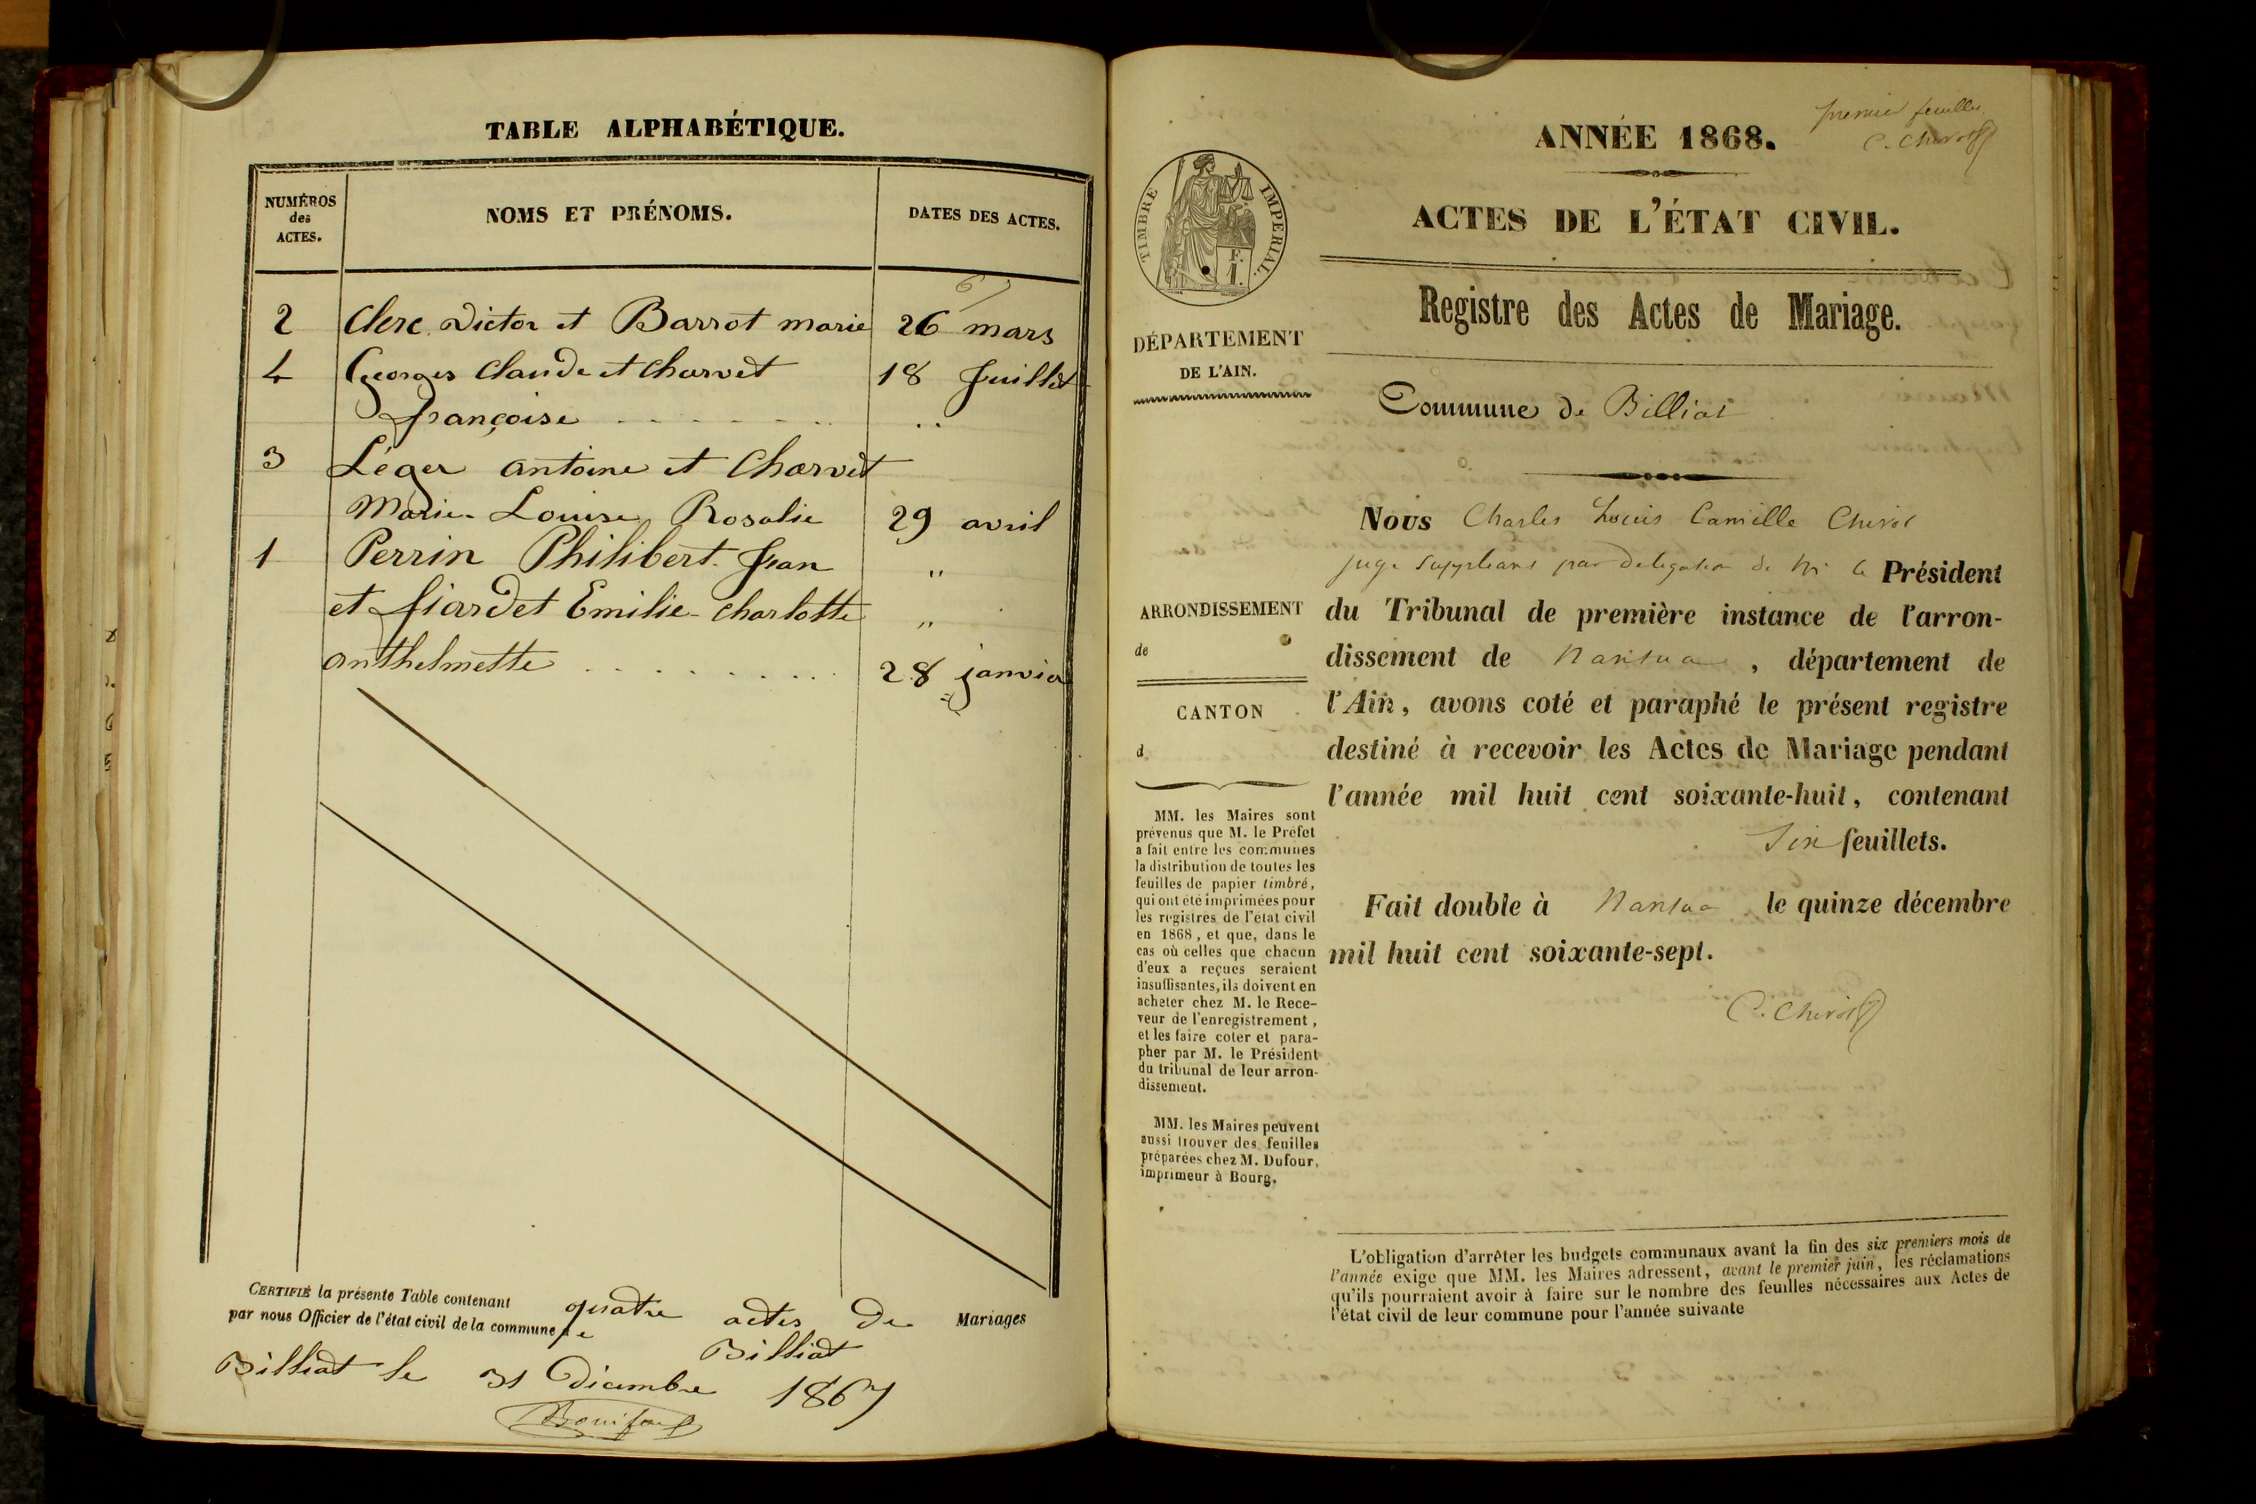 TABLE ALPHABÉTIQUE.
NUMÉROS des ACTES.
NOMS ET PRÉNOMS.
DATES DES ACTES.
2 Clerc Victor et Barrot marie 26 mars
4 Georges Claude et Charvet 18 Juillet
françoise
3 Léger antoine et Charvet
Marie-Louise Rosalie 29 avril
1 Perrin Philibert-Jean "
et fiardet Emilie-Charlotte "
anthelmette 28 janvier
CERTIFIÉ la présente Table contenant quatre actes de Mariages
par nous Officier de l'état civil de la commune de Billiat
Billiat le 31 Décembre 1867
premier feuillet
C. Chirot
ANNÉE 1868.
ACTES DE L'ÉTAT CIVIL.
Registre des Actes de Mariage.
TIMBRE IMPÉRIAL.
F.
1.
DÉPARTEMENT
DE L'AIN.
Commune de Billiat
Nous Charles Louis Camille Chirot
juge Suppléant par délégation de Mr le Président
du Tribunal de première instance de l'arron-
dissement de Nantua, département de
l'Ain, avons coté et paraphé le présent registre
destiné à recevoir les Actes de Mariage pendant
l'année mil huit cent soixante-huit, contenant
Six feuillets.
Fait double à Nantua le quinze décembre
mil huit cent soixante-sept.
C. Chirot
ARRONDISSEMENT
de
CANTON
d
MM. les Maires sont
prévenus que M. le Préfet
a fait entre les communes
la distribution de toutes les
feuilles de papier timbré,
qui ont été imprimées pour
les registres de l'état civil
en 1868, et que, dans le
cas où celles que chacun
d'eux a reçues seraient
insuffisantes, ils doivent en
acheter chez M. le Rece-
veur de l'enregistrement,
et les faire coter et para-
pher par M. le Président
du tribunal de leur arron-
dissement.
MM. les Maires peuvent
aussi trouver des feuilles
préparées chez M. Dufour,
imprimeur à Bourg.
L'obligation d'arrêter les budgets communaux avant la fin des six premiers mois de
l'année exige que MM. les Maires adressent, avant le premier juin, les réclamations
qu'ils pourraient avoir à faire sur le nombre des feuilles nécessaires aux Actes de
l'état civil de leur commune pour l'année suivante